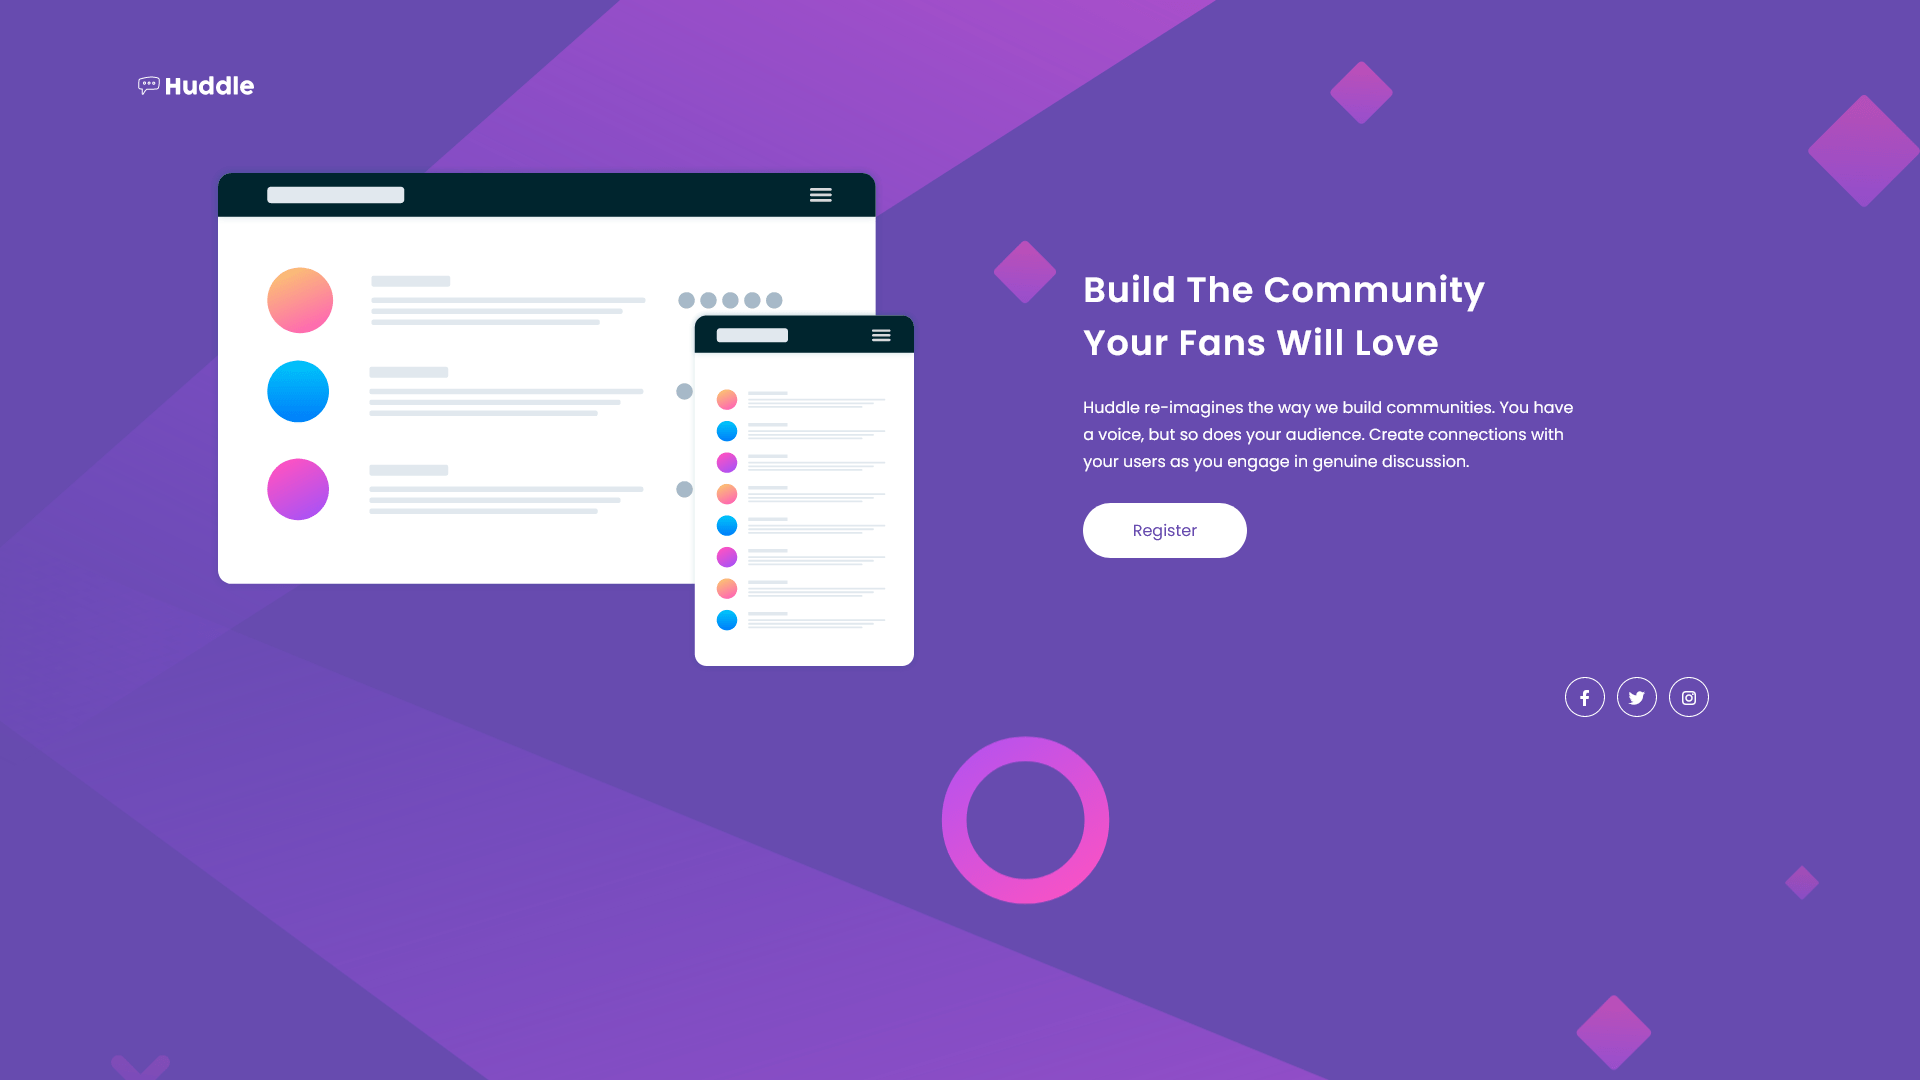 Huddle
Build The Community
Your Fans Will Love
Huddle re-imagines the way we build communities. You have
a voice, but so does your audience. Create connections with
your users as you engage in genuine discussion.
Register